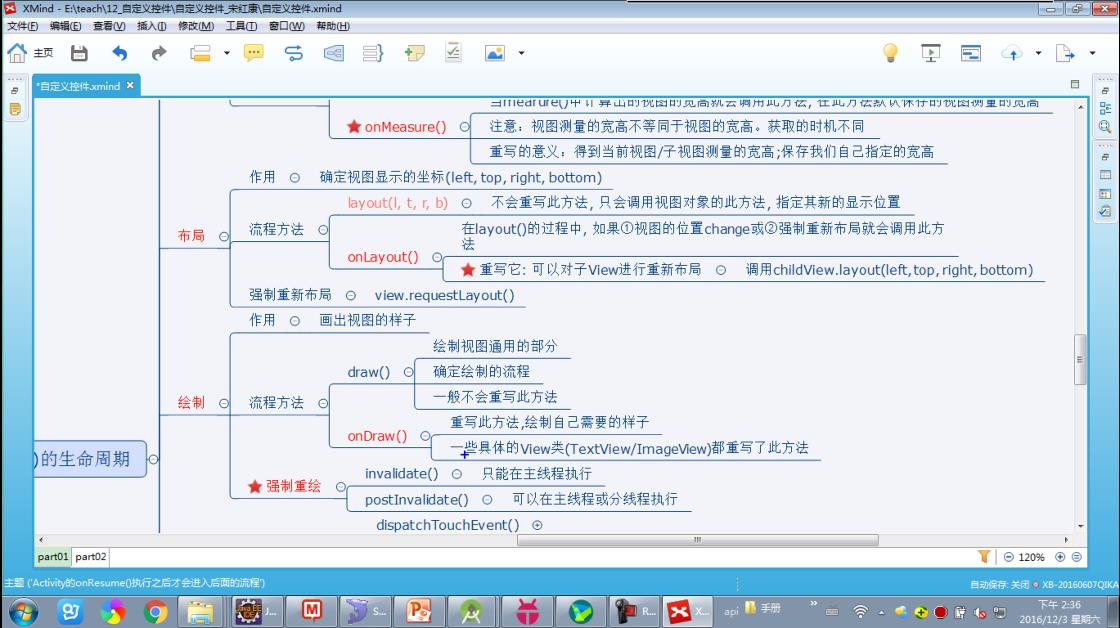 XMind - E:\teach\12_自定义控件\自定义控件_宋红康\自定义控件.xmind
文件(F) 编辑(E) 查看(V) 插入(I) 修改(M) 工具(T) 窗口(W) 帮助(H)
主页
*自定义控件.xmind
当mearure()中计算出的视图的宽高就会调用此方法, 在此方法默认保存的视图测量的宽高
onMeasure()
注意：视图测量的宽高不等同于视图的宽高。获取的时机不同
重写的意义：得到当前视图/子视图测量的宽高;保存我们自己指定的宽高
作用
确定视图显示的坐标(left, top, right, bottom)
layout(l, t, r, b)
不会重写此方法, 只会调用视图对象的此方法, 指定其新的显示位置
布局
流程方法
在layout()的过程中, 如果①视图的位置change或②强制重新布局就会调用此方
法
onLayout()
重写它: 可以对子View进行重新布局
调用childView.layout(left,top, right, bottom)
强制重新布局
view.requestLayout()
作用
画出视图的样子
绘制视图通用的部分
draw()
确定绘制的流程
一般不会重写此方法
绘制
流程方法
重写此方法,绘制自己需要的样子
onDraw()
一些具体的View类(TextView/ImageView)都重写了此方法
)的生命周期
invalidate()
只能在主线程执行
强制重绘
postInvalidate()
可以在主线程或分线程执行
dispatchTouchEvent()
part01 part02
120%
主题 ('Activity的onResume()执行之后才会进入后面的流程')
自动保存: 关闭
XB-20160607QIKA
J...
S...
R...
X...
api
手册
下午 2:36
2016/12/3 星期六